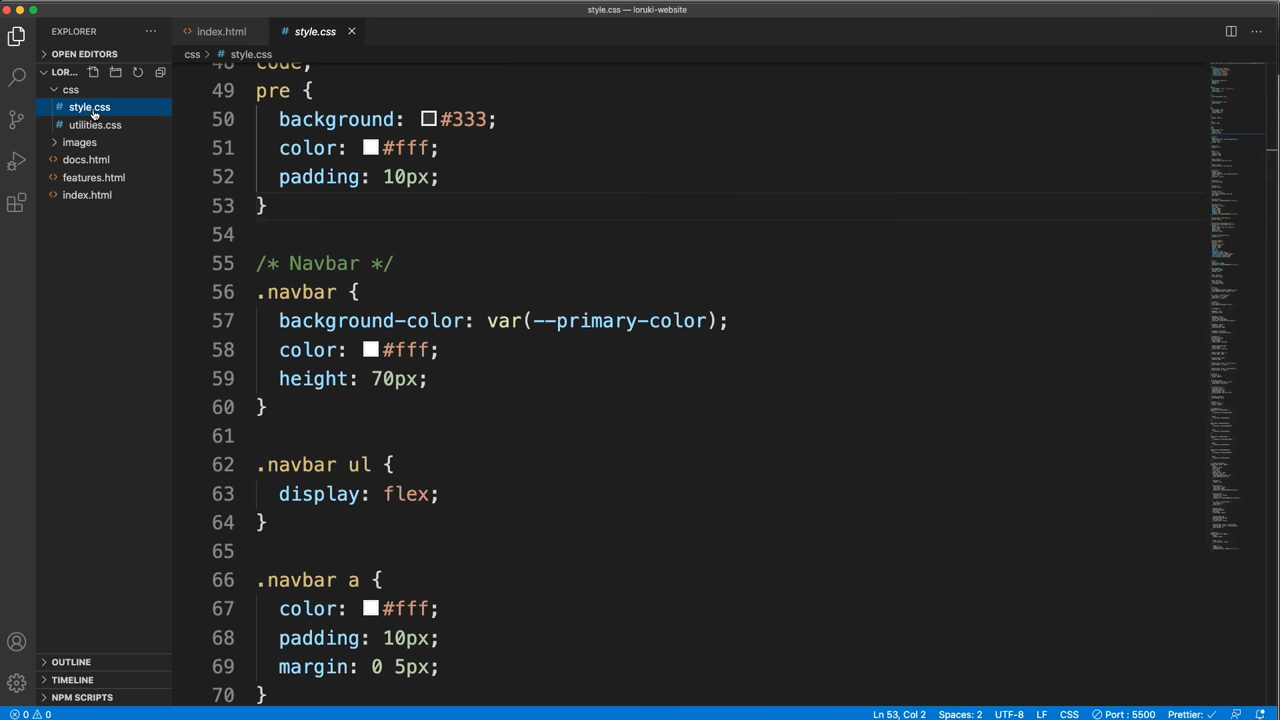 style.css — loruki-website
EXPLORER
index.html
# style.css
OPEN EDITORS
css > # style.css
LOR...
css
# style.css
# utilities.css
images
<> docs.html
<> features.html
<> index.html
48 code,
49 pre {
50 background: #333;
51 color: #fff;
52 padding: 10px;
53 }
54
55 /* Navbar */
56 .navbar {
57 background-color: var(--primary-color);
58 color: #fff;
59 height: 70px;
60 }
61
62 .navbar ul {
63 display: flex;
64 }
65
66 .navbar a {
67 color: #fff;
68 padding: 10px;
69 margin: 0 5px;
70 }
OUTLINE
TIMELINE
NPM SCRIPTS
0 0
Ln 53, Col 2
Spaces: 2
UTF-8
LF
CSS
Port : 5500
Prettier: ✓